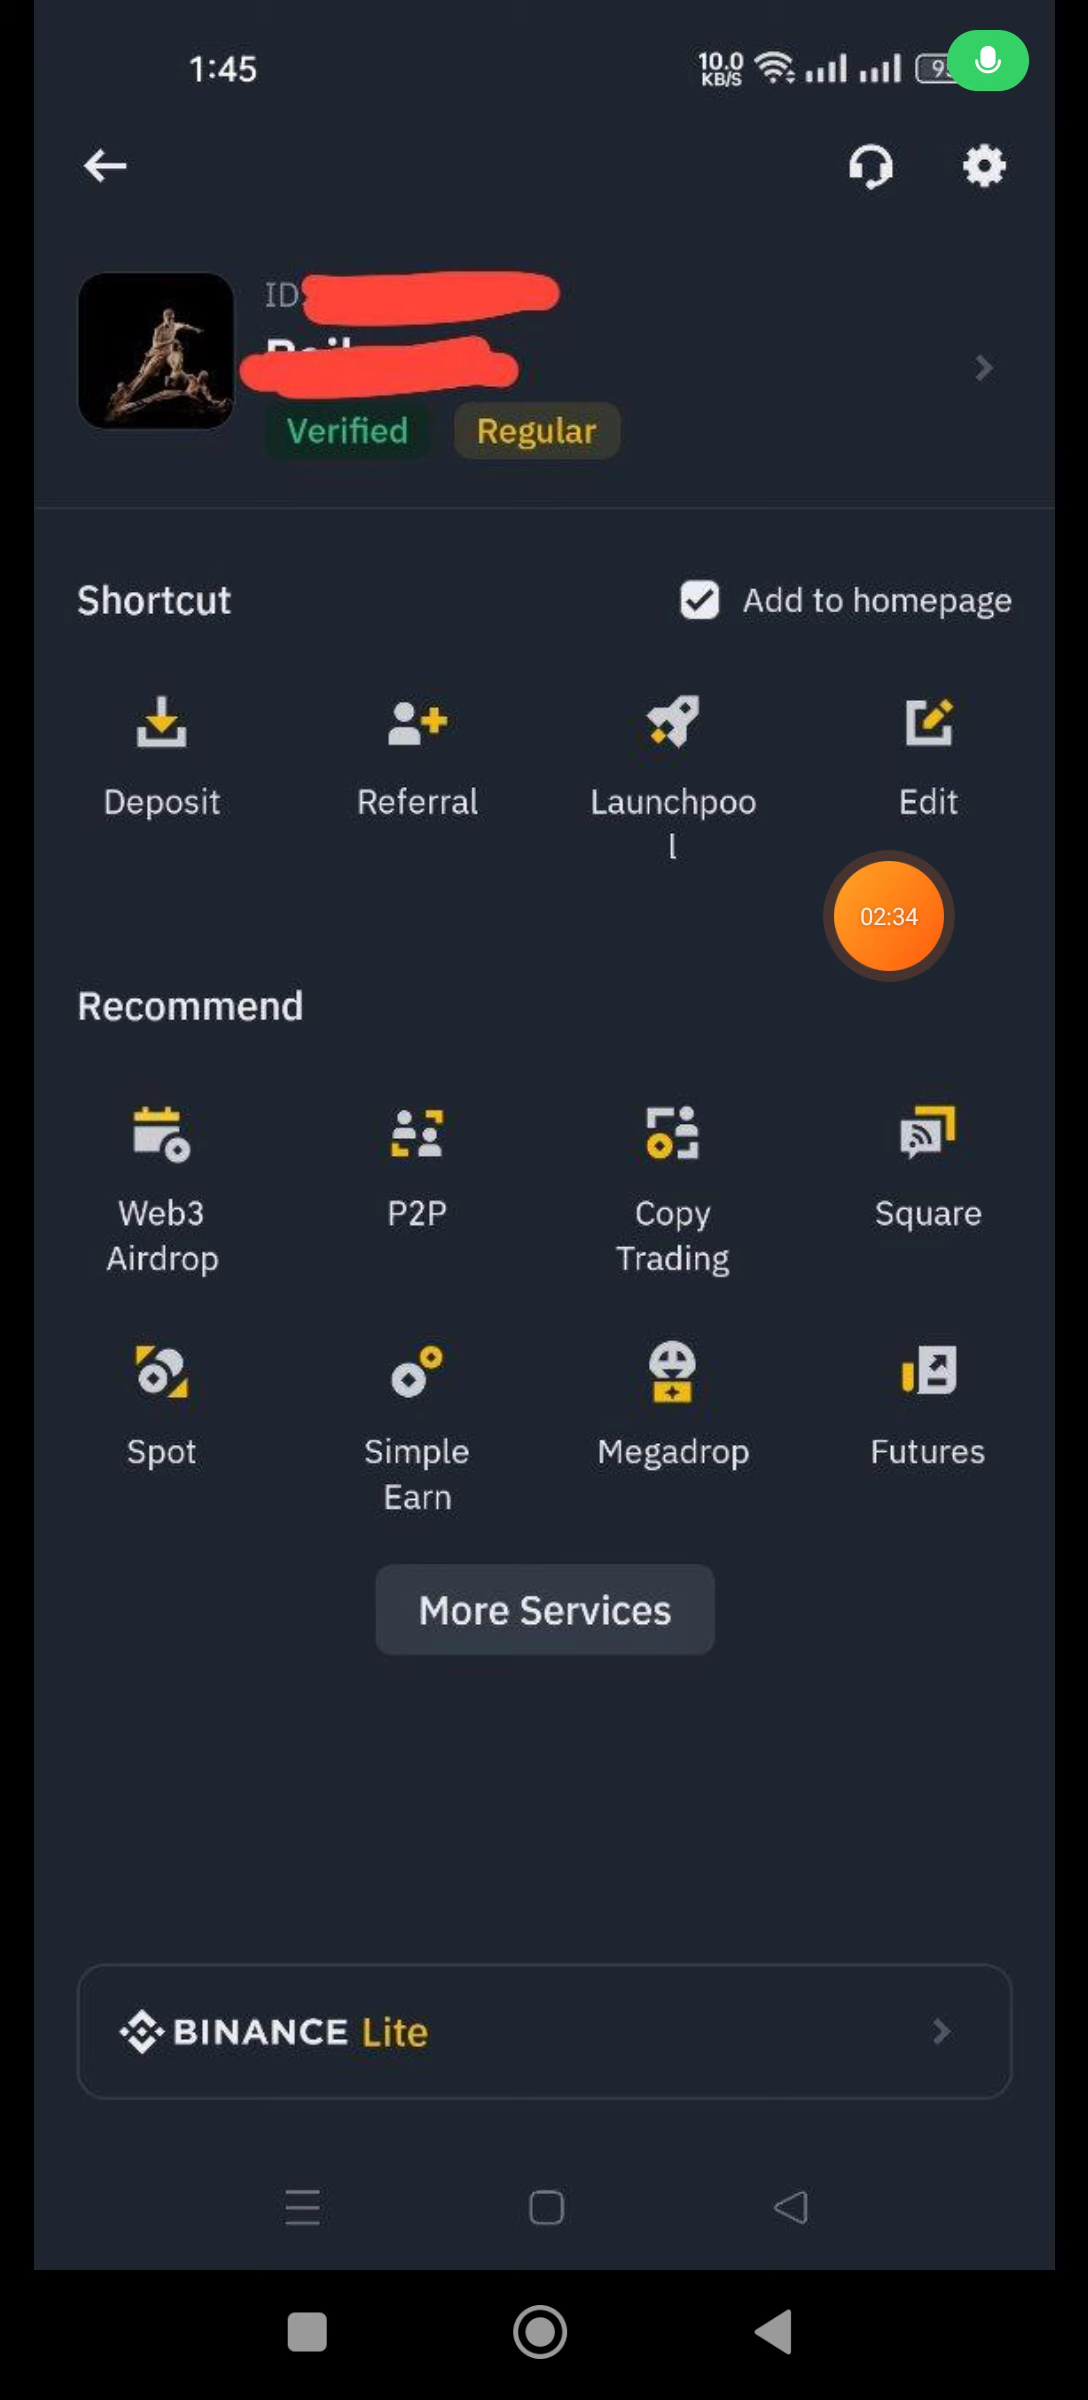 1:45
10.0
KB/S
ID
Verified
Regular
Shortcut
Add to homepage
Deposit
Referral
Launchpoo
l
Edit
02:34
Recommend
Web3
Airdrop
P2P
Copy
Trading
Square
Spot
Simple
Earn
Megadrop
Futures
More Services
BINANCE Lite